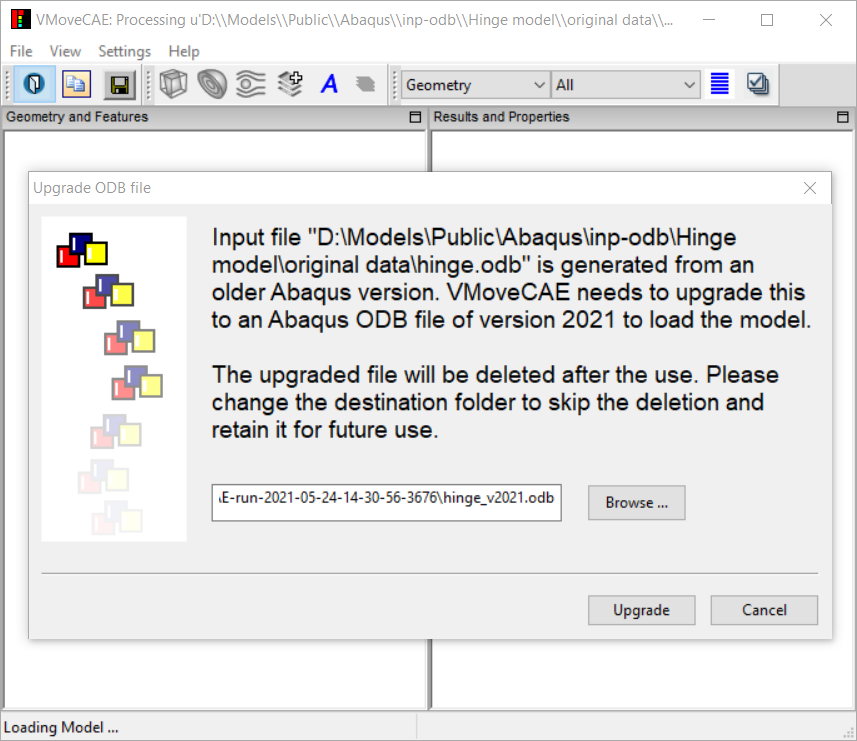 VMoveCAE: Processing u'D:\\Models\\Public\\Abaqus\\inp-odb\\Hinge model\\original data\\...
File View Settings Help
A Geometry All
Geometry and Features
Results and Properties
Upgrade ODB file
Input file "D:\Models\Public\Abaqus\inp-odb\Hinge
model\original data\hinge.odb" is generated from an
older Abaqus version. VMoveCAE needs to upgrade this
to an Abaqus ODB file of version 2021 to load the model.
The upgraded file will be deleted after the use. Please
change the destination folder to skip the deletion and
retain it for future use.
E-run-2021-05-24-14-30-56-3676\hinge_v2021.odb
Browse ...
Upgrade
Cancel
Loading Model ...